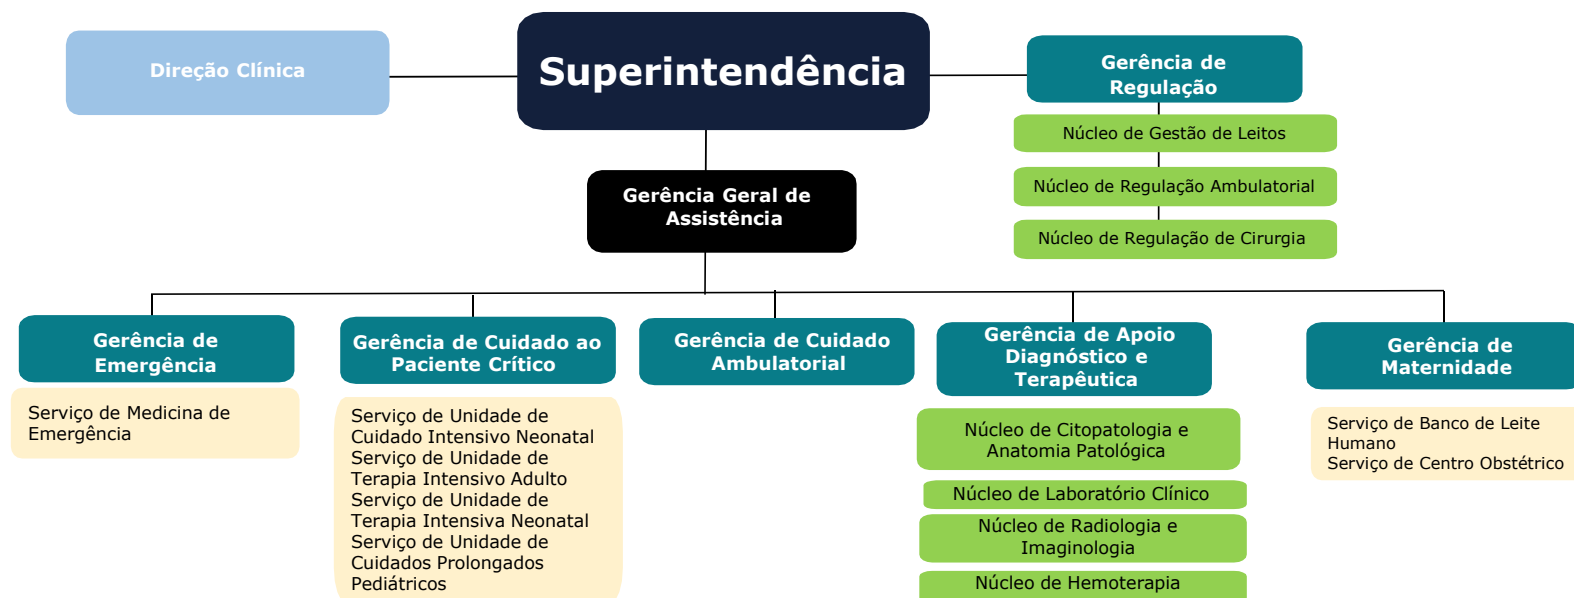 Direção Clínica
Superintendência
Gerência de
Regulação
Núcleo de Gestão de Leitos
Núcleo de Regulação Ambulatorial
Núcleo de Regulação de Cirurgia
Gerência Geral de
Assistência
Gerência de
Emergência
Serviço de Medicina de
Emergência
Gerência de Cuidado ao
Paciente Crítico
Serviço de Unidade de
Cuidado Intensivo Neonatal
Serviço de Unidade de
Terapia Intensivo Adulto
Serviço de Unidade de
Terapia Intensiva Neonatal
Serviço de Unidade de
Cuidados Prolongados
Pediátricos
Gerência de Cuidado
Ambulatorial
Gerência de Apoio
Diagnóstico e
Terapêutica
Núcleo de Citopatologia e
Anatomia Patológica
Núcleo de Laboratório Clínico
Núcleo de Radiologia e
Imaginologia
Núcleo de Hemoterapia
Gerência de
Maternidade
Serviço de Banco de Leite
Humano
Serviço de Centro Obstétrico